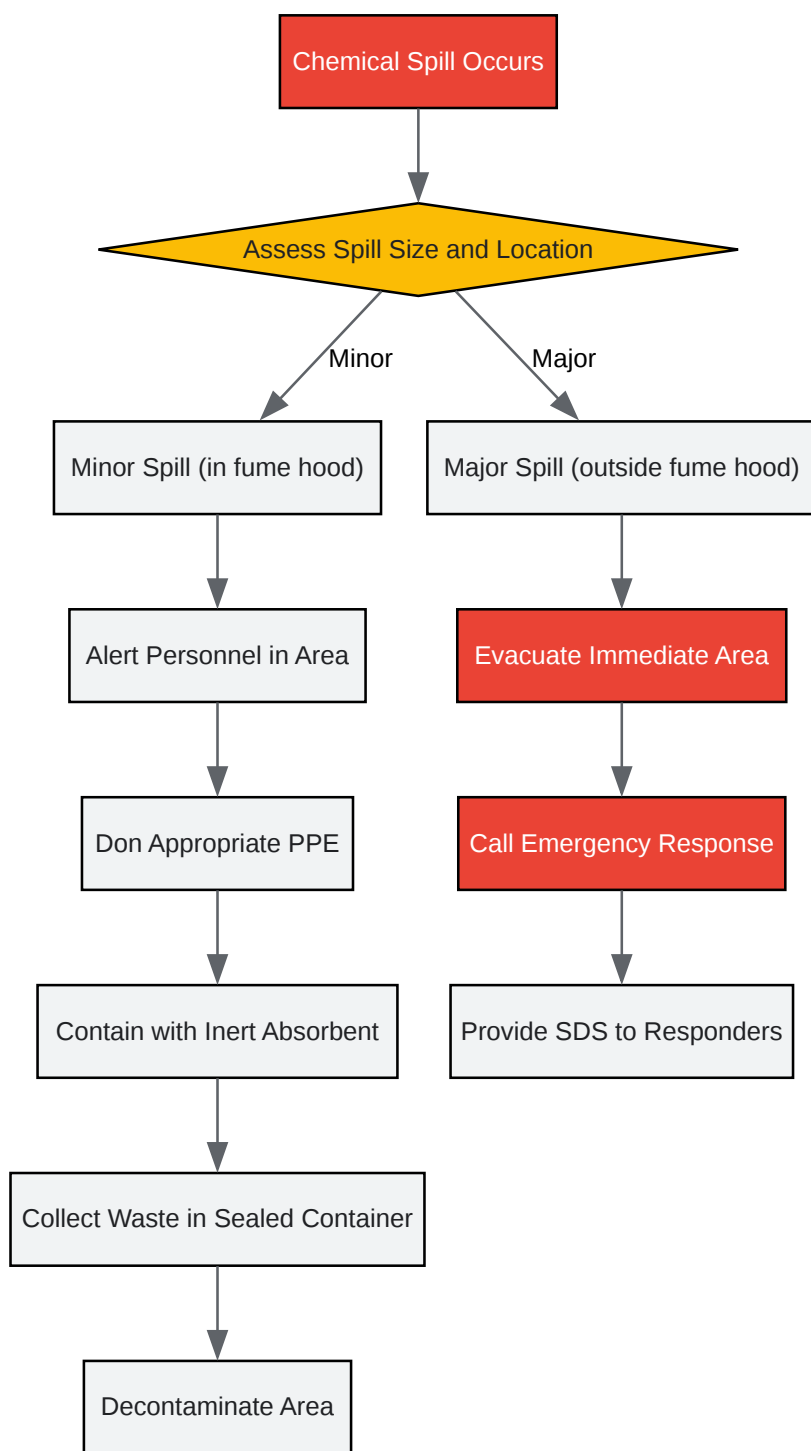 Chemical Spill Occurs
Assess Spill Size and Location
Minor
Major
Minor Spill (in fume hood)
Major Spill (outside fume hood)
Alert Personnel in Area
Evacuate Immediate Area
Don Appropriate PPE
Call Emergency Response
Contain with Inert Absorbent
Provide SDS to Responders
Collect Waste in Sealed Container
Decontaminate Area